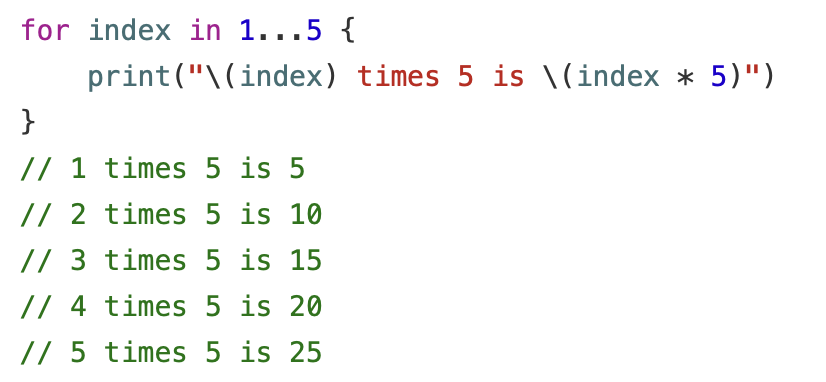 for index in 1...5 {
    print("\(index) times 5 is \(index * 5)")
}
// 1 times 5 is 5
// 2 times 5 is 10
// 3 times 5 is 15
// 4 times 5 is 20
// 5 times 5 is 25